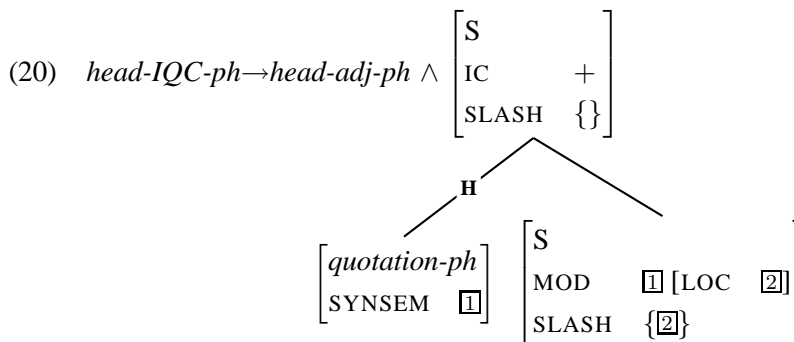 (20) head-IQC-ph→head-adj-ph ∧ [S
IC +
SLASH {}]
H
[quotation-ph
SYNSEM 1]
[S
MOD 1 [LOC 2]
SLASH {2}